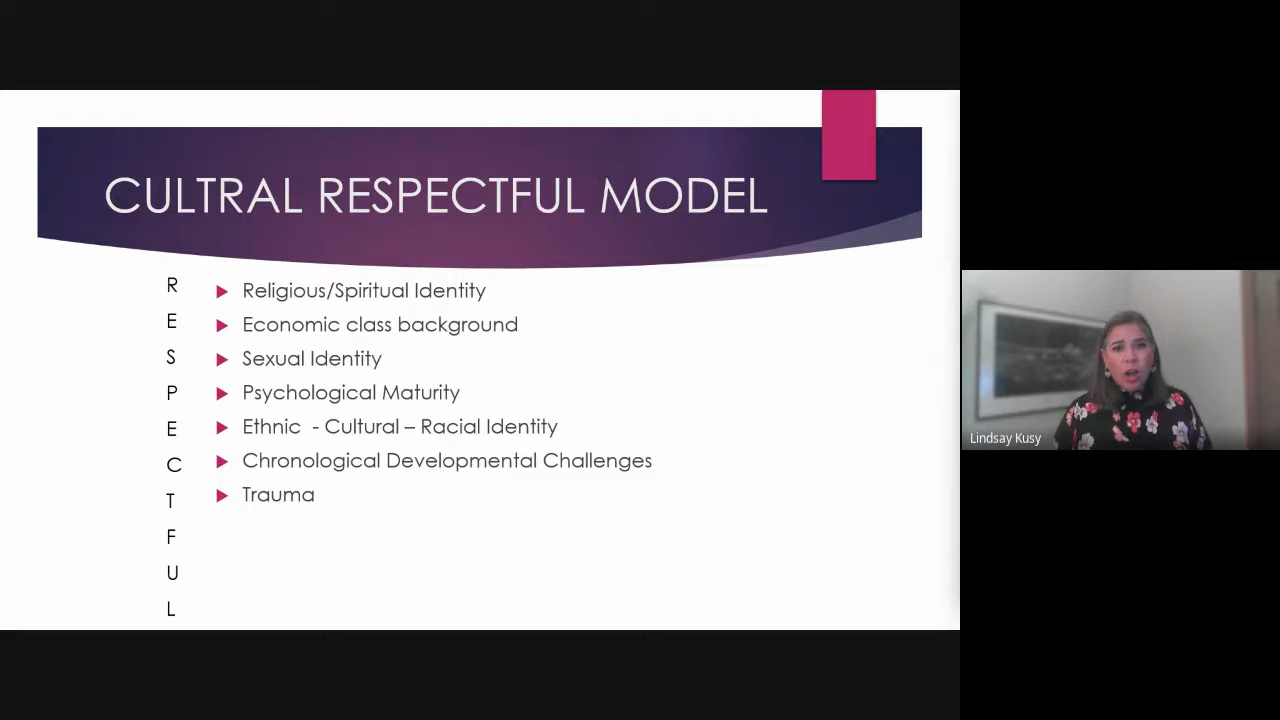 CULTRAL RESPECTFUL MODEL
R
E
S
P
E
C
T
F
U
L
Religious/Spiritual Identity
Economic class background
Sexual Identity
Psychological Maturity
Ethnic  - Cultural – Racial Identity
Chronological Developmental Challenges
Trauma
Lindsay Kusy